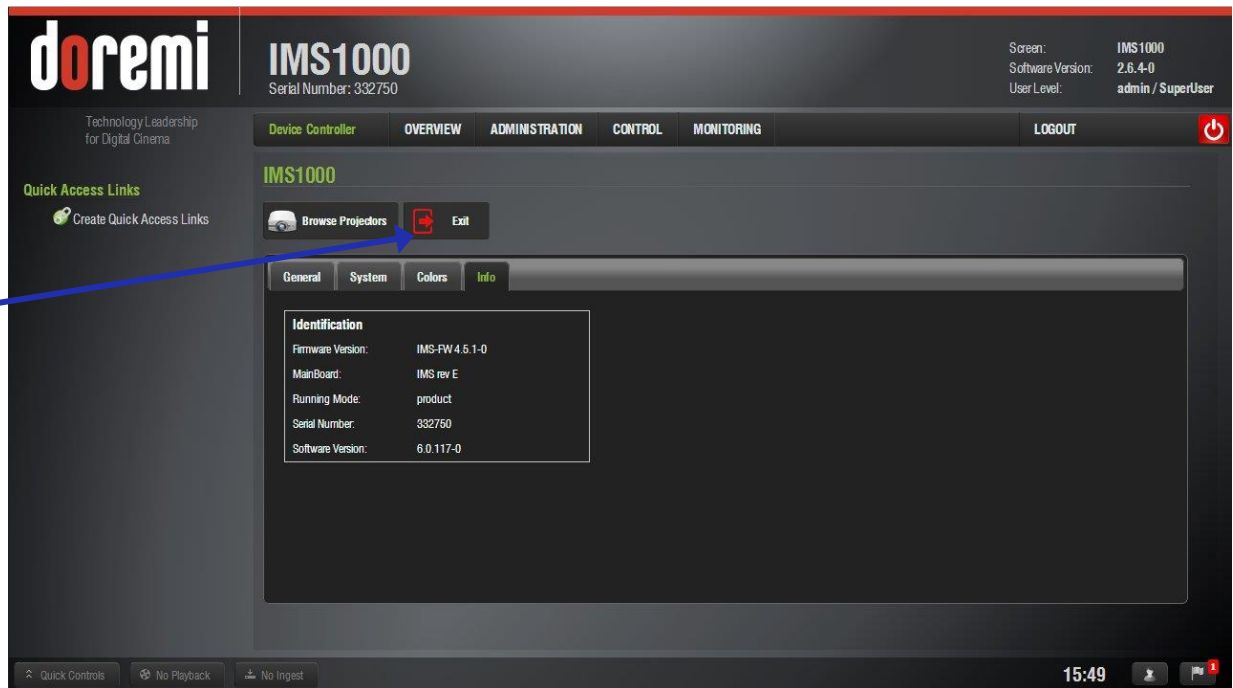 doremi
IMS1000
Serial Number: 332750
Screen: IMS1000
Software Version: 2.6.4-0
User Level: admin / SuperUser
Technology Leadership
for Digital Cinema
Device Controller OVERVIEW ADMINISTRATION CONTROL MONITORING LOGOUT
Quick Access Links
Create Quick Access Links
IMS1000
Browse Projectors Exit
General System Colors Info
Identification
Firmware Version: IMS-FW 4.5.1-0
MainBoard: IMS rev E
Running Mode: product
Serial Number: 332750
Software Version: 6.0.117-0
Quick Controls No Playback No Ingest 15:49 1